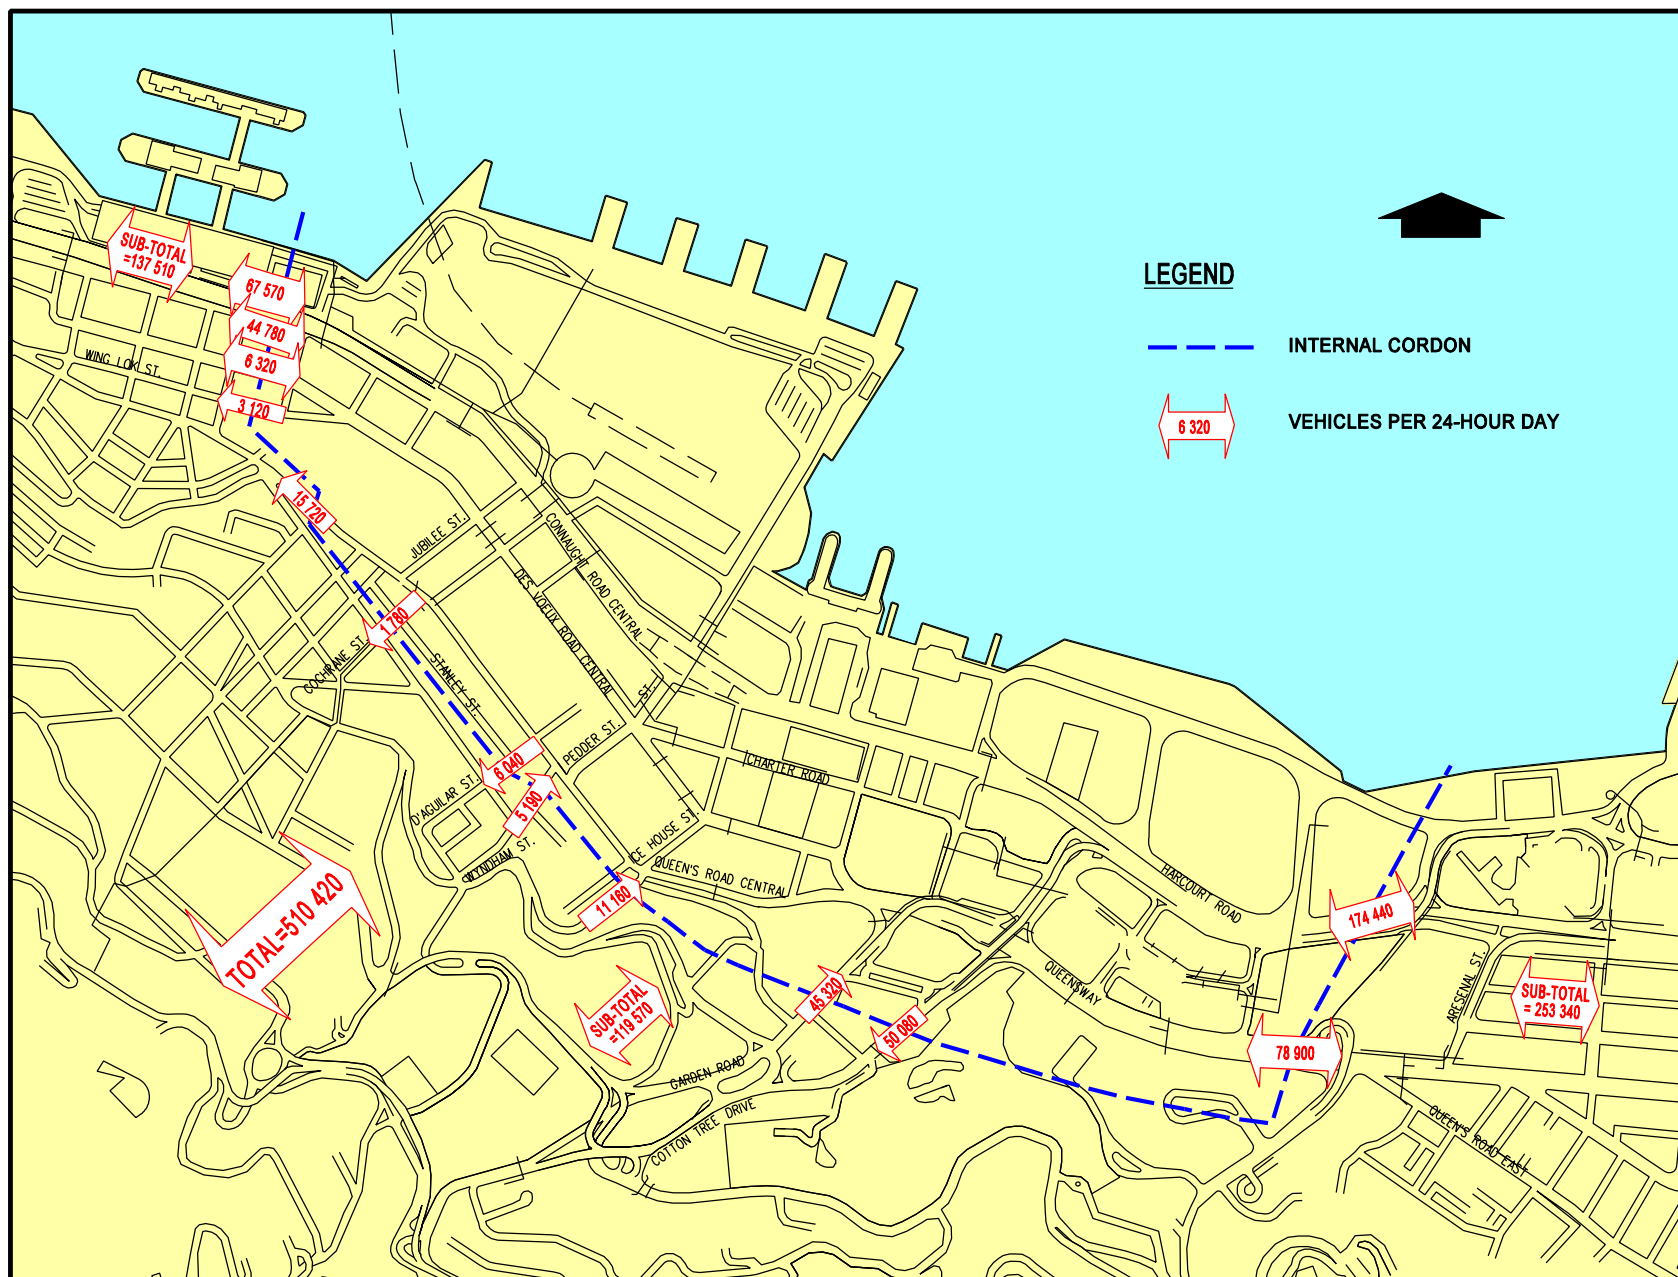 SUB-TOTAL
=137 510
67 570
44 780
6 320
3 120
WING LOK ST.
LEGEND
INTERNAL CORDON
6 320
VEHICLES PER 24-HOUR DAY
15 720
JUBILEE ST.
CONNAUGHT ROAD CENTRAL
DES VOEUX ROAD CENTRAL
1 780
COCHRANE ST.
STANLEY ST.
ST.
PEDDER ST.
6 040
D'AGUILAR ST.
5 190
CHARTER ROAD
WYNDHAM ST.
ICE HOUSE ST.
QUEEN'S ROAD CENTRAL
11 160
HARCOURT ROAD
174 440
TOTAL=510 420
SUB-TOTAL
=119 570
45 320
50 080
QUEENSWAY
ARESENAL ST.
SUB-TOTAL
= 253 340
78 900
GARDEN ROAD
COTTON TREE DRIVE
QUEEN'S ROAD EAST